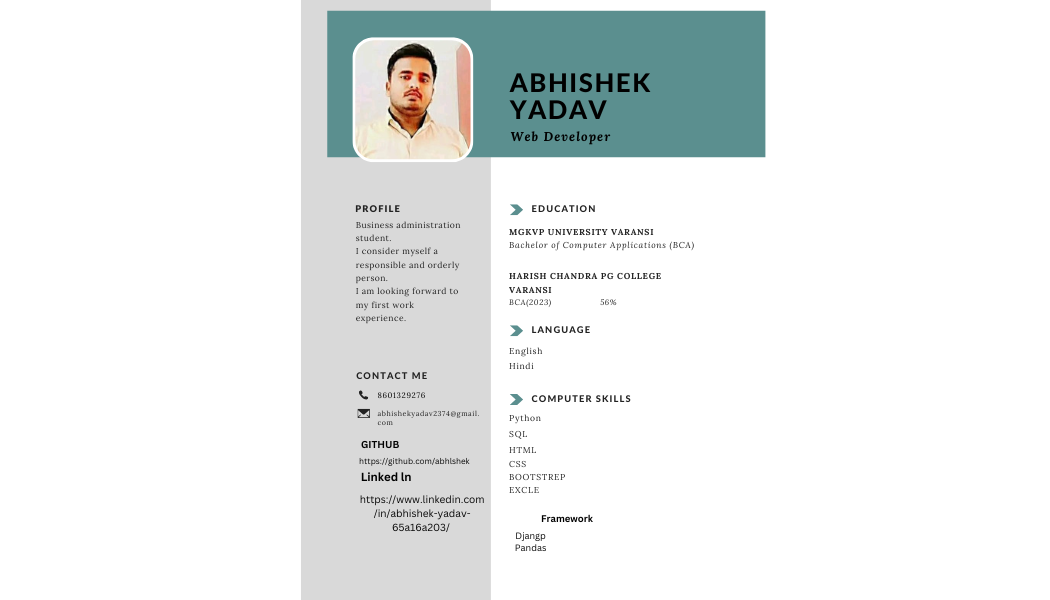 ABHISHEK
YADAV
Web Developer
PROFILE
Business administration
student.
I consider myself a
responsible and orderly
person.
I am looking forward to
my first work
experience.
CONTACT ME
8601329276
abhishekyadav2374@gmail.
com
GITHUB
https://github.com/abhlshek
Linked ln
https://www.linkedin.com
/in/abhishek-yadav-
65a16a203/
EDUCATION
MGKVP UNIVERSITY VARANSI
Bachelor of Computer Applications (BCA)
HARISH CHANDRA PG COLLEGE
VARANSI
BCA(2023) 56%
LANGUAGE
English
Hindi
COMPUTER SKILLS
Python
SQL
HTML
CSS
BOOTSTREP
EXCLE
Framework
Djangp
Pandas